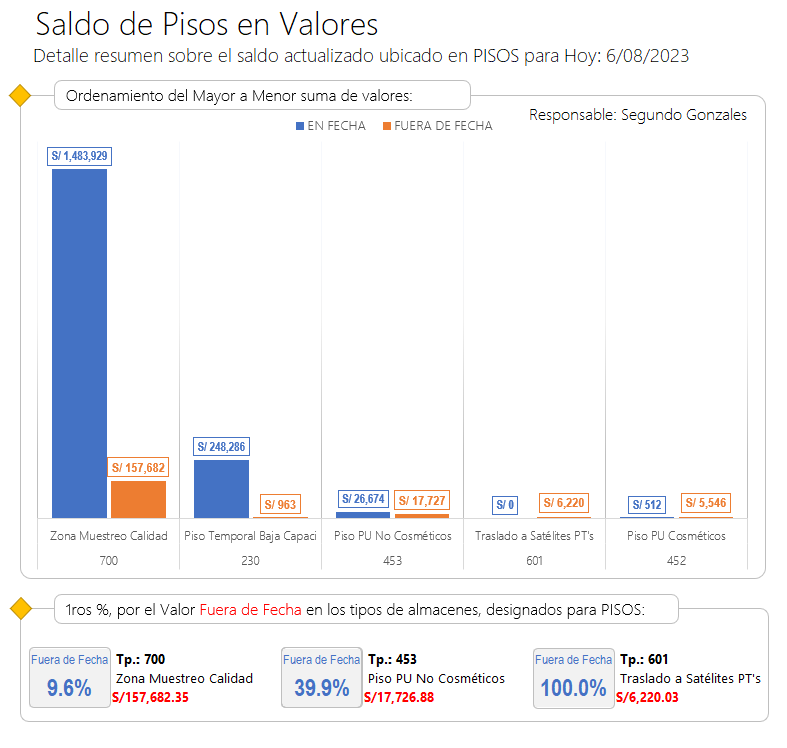 Saldo de Pisos en Valores
Detalle resumen sobre el saldo actualizado ubicado en PISOS para Hoy: 6/08/2023
Ordenamiento del Mayor a Menor suma de valores:
Responsable: Segundo Gonzales
EN FECHA FUERA DE FECHA
S/ 1,483,929
S/ 157,682
S/ 248,286
S/ 963
S/ 26,674
S/ 17,727
S/ 0
S/ 6,220
S/ 512
S/ 5,546
Zona Muestreo Calidad
Piso Temporal Baja Capaci
Piso PU No Cosméticos
Traslado a Satélites PT's
Piso PU Cosméticos
700
230
453
601
452
1ros %, por el Valor Fuera de Fecha en los tipos de almacenes, designados para PISOS:
Fuera de Fecha
9.6%
Tp.: 700
Zona Muestreo Calidad
S/157,682.35
Fuera de Fecha
39.9%
Tp.: 453
Piso PU No Cosméticos
S/17,726.88
Fuera de Fecha
100.0%
Tp.: 601
Traslado a Satélites PT's
S/6,220.03